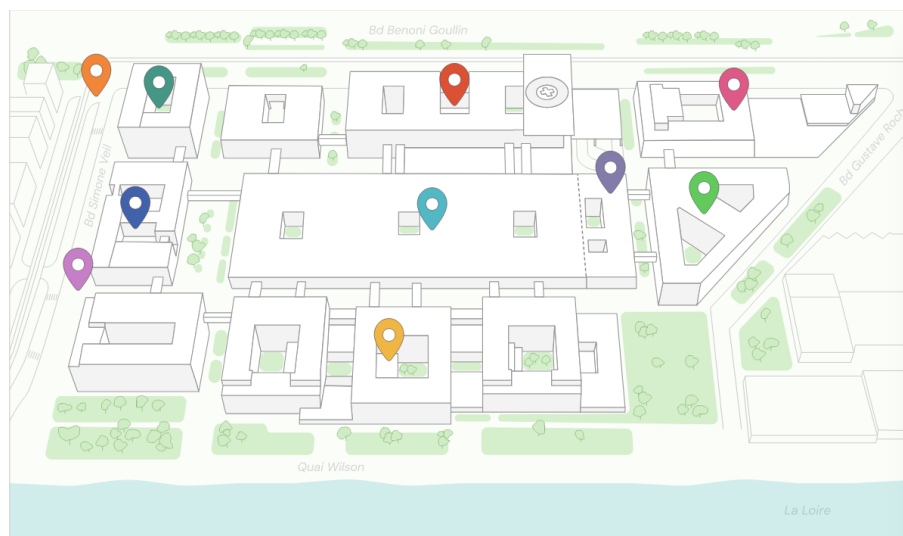 Bd Benoni Goullin
Bd Simone Veil
Bd Gustave Roch
Quai Wilson
La Loire